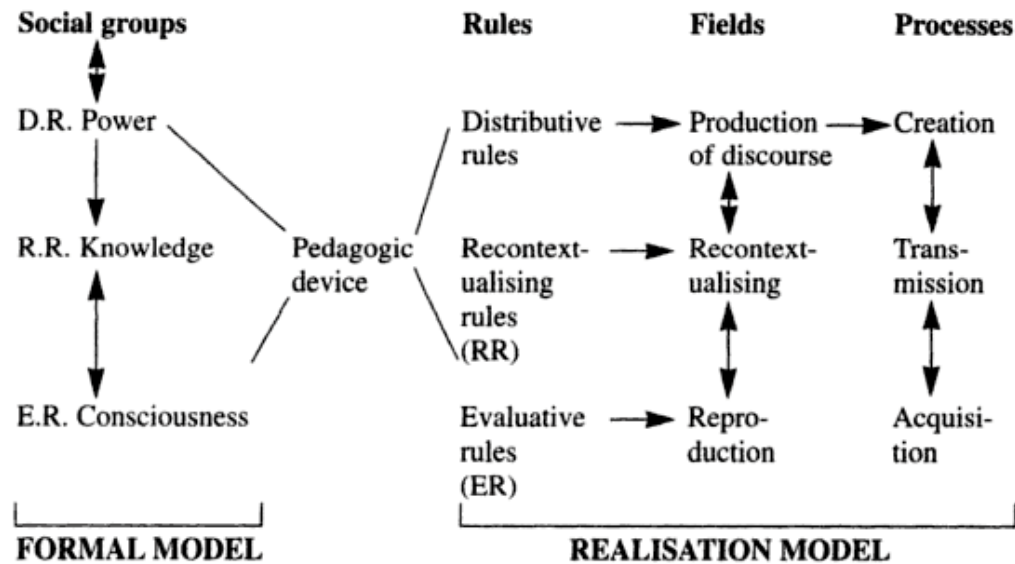 Social groups
Rules
Fields
Processes
D.R. Power
Distributive
rules
Production
of discourse
Creation
R.R. Knowledge
Pedagogic
device
Recontext-
ualising
rules
(RR)
Recontext-
ualising
Trans-
mission
E.R. Consciousness
Evaluative
rules
(ER)
Repro-
duction
Acquisi-
tion
FORMAL MODEL
REALISATION MODEL